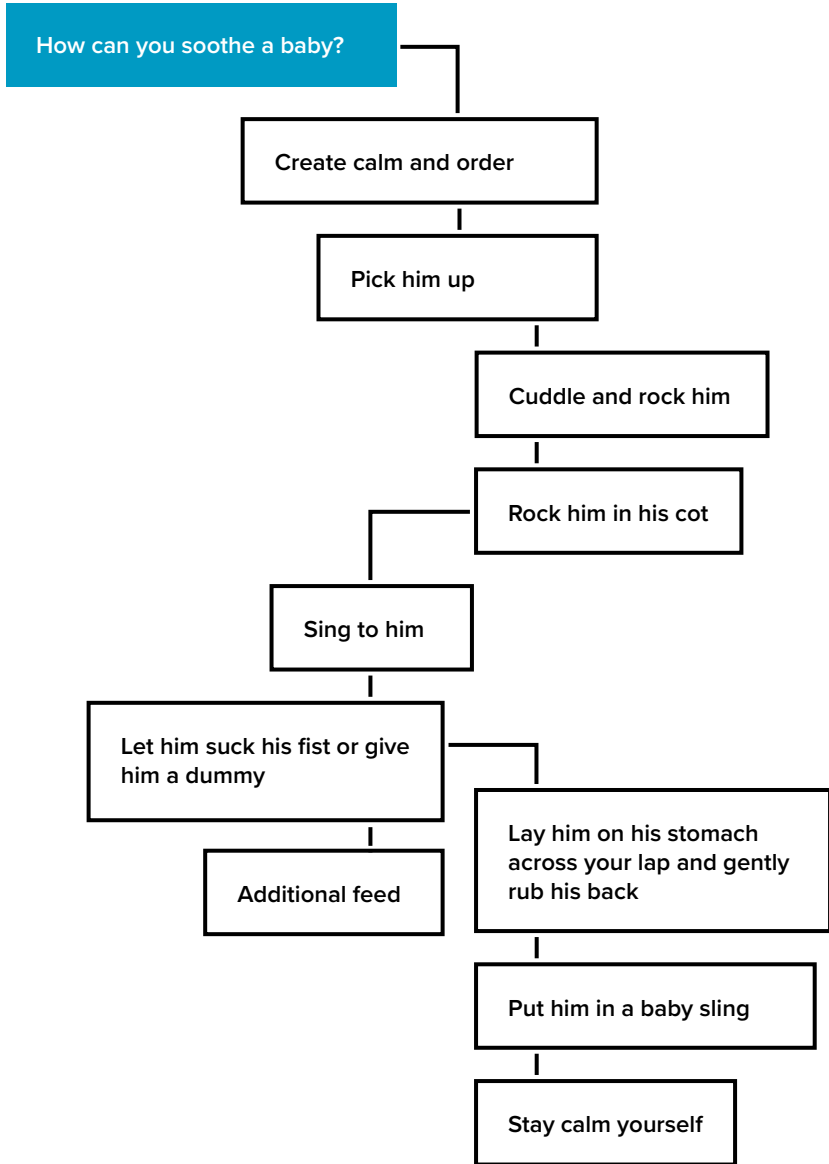 How can you soothe a baby?
Create calm and order
Pick him up
Cuddle and rock him
Rock him in his cot
Sing to him
Let him suck his fist or give
him a dummy
Additional feed
Lay him on his stomach
across your lap and gently
rub his back
Put him in a baby sling
Stay calm yourself